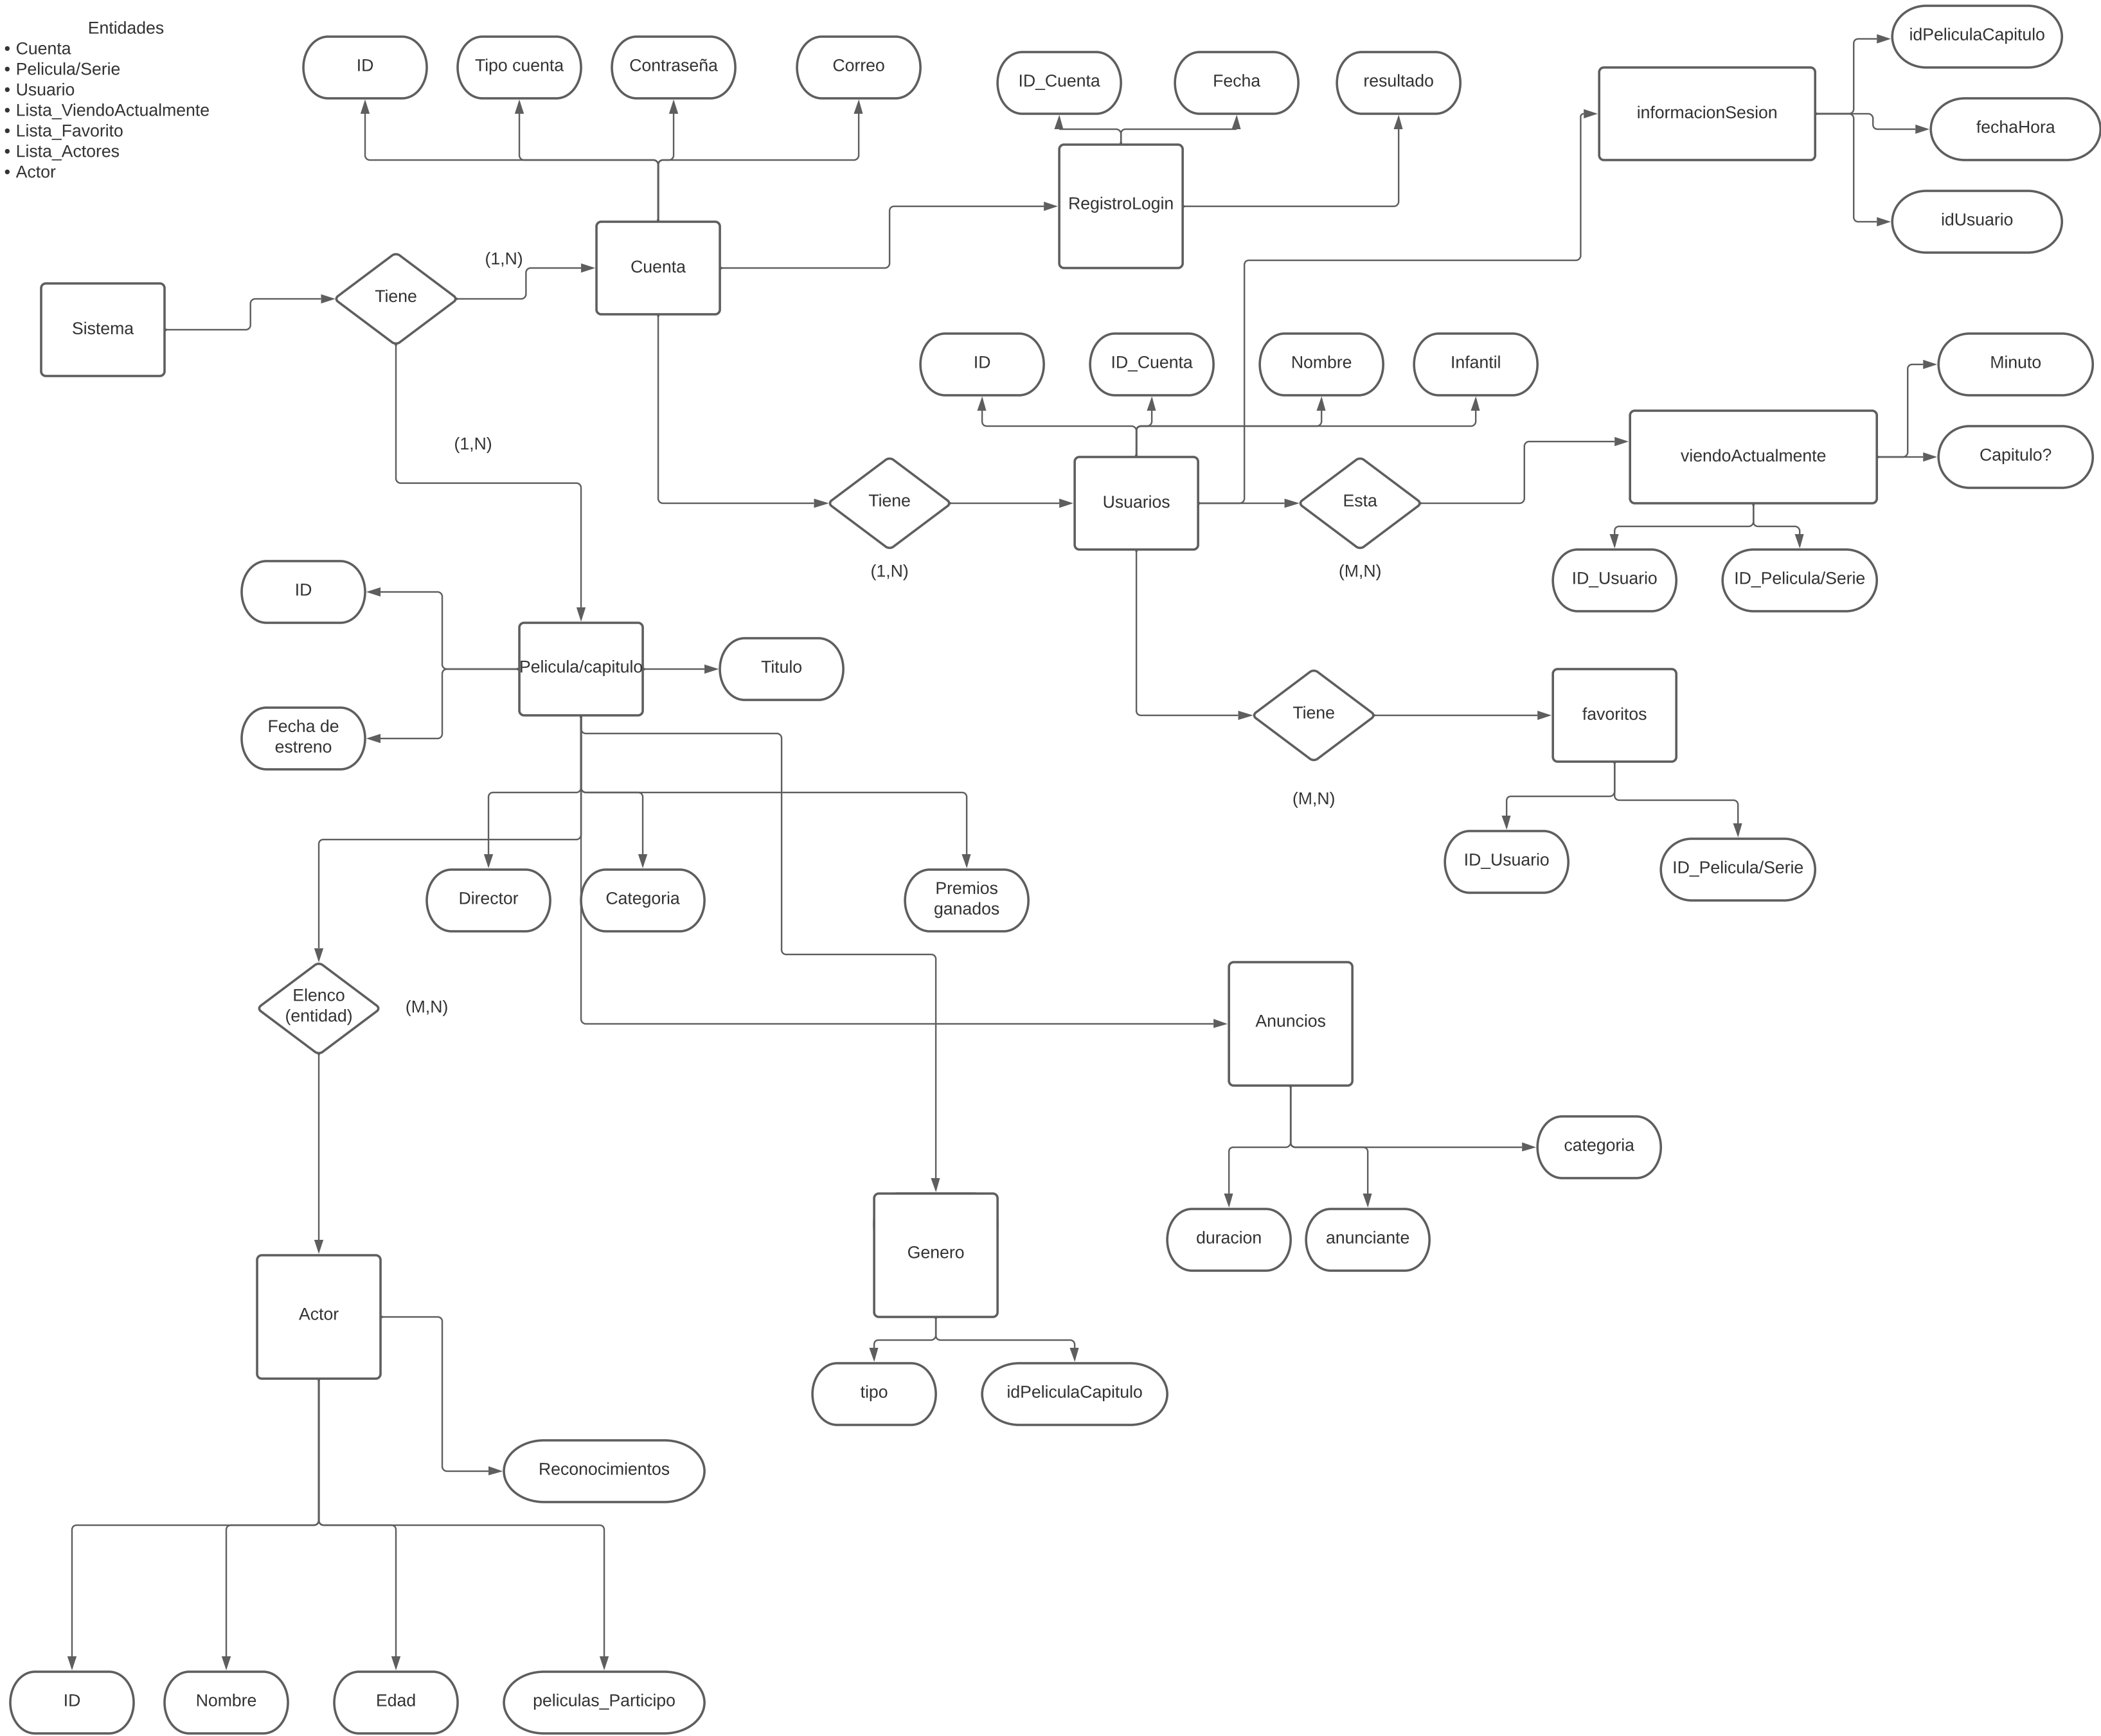 Entidades
• Cuenta
• Pelicula/Serie
• Usuario
• Lista_ViendoActualmente
• Lista_Favorito
• Lista_Actores
• Actor
ID
Tipo cuenta
Contraseña
Correo
ID_Cuenta
Fecha
resultado
idPeliculaCapitulo
informacionSesion
fechaHora
idUsuario
RegistroLogin
Cuenta
(1,N)
Tiene
Sistema
ID
ID_Cuenta
Nombre
Infantil
Minuto
(1,N)
viendoActualmente
Capitulo?
Tiene
Usuarios
Esta
(1,N)
(M,N)
ID_Usuario
ID_Pelicula/Serie
ID
Pelicula/capitulo
Titulo
Fecha de
estreno
Tiene
favoritos
(M,N)
ID_Usuario
ID_Pelicula/Serie
Director
Categoria
Premios
ganados
Elenco
(entidad)
(M,N)
Anuncios
categoria
duracion
anunciante
Genero
Actor
tipo
idPeliculaCapitulo
Reconocimientos
ID
Nombre
Edad
peliculas_Participo